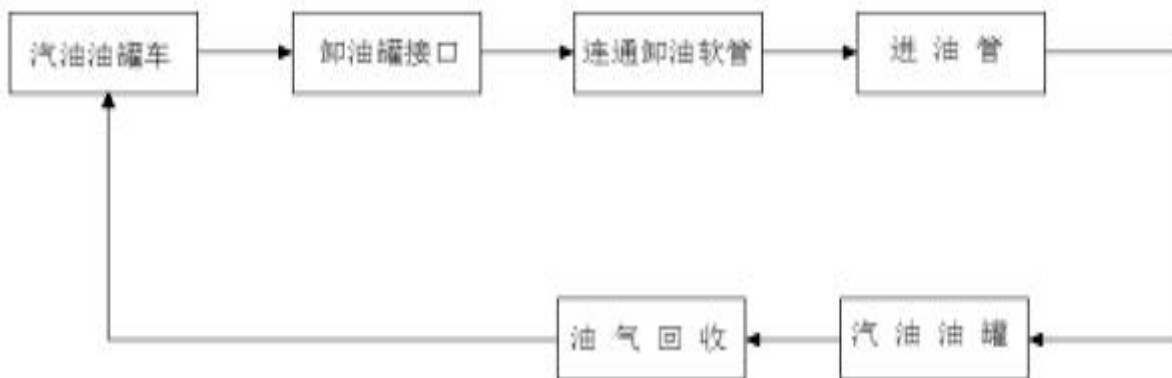 汽油油罐车
卸油罐接口
连通卸油软管
进油管
油气回收
汽油油罐